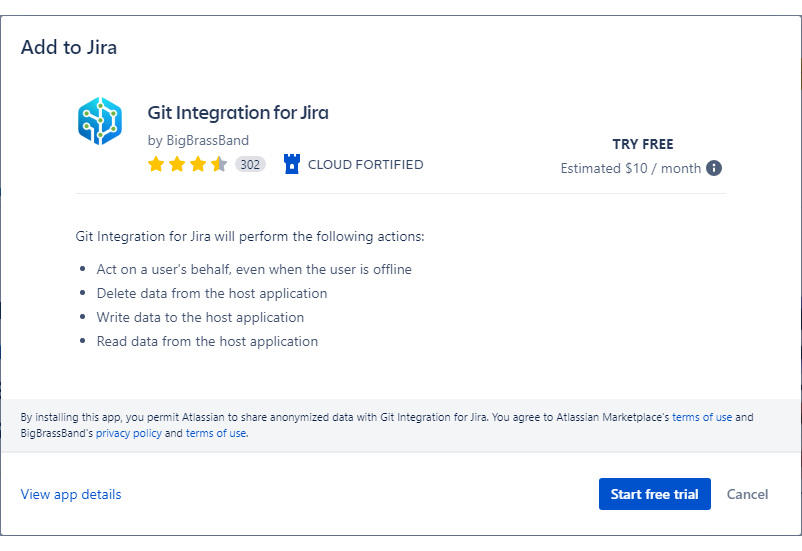 Add to Jira
Git Integration for Jira
by BigBrassBand
302
CLOUD FORTIFIED
TRY FREE
Estimated $10 / month
Git Integration for Jira will perform the following actions:
• Act on a user's behalf, even when the user is offline
• Delete data from the host application
• Write data to the host application
• Read data from the host application
By installing this app, you permit Atlassian to share anonymized data with Git Integration for Jira. You agree to Atlassian Marketplace's terms of use and
BigBrassBand's privacy policy and terms of use.
View app details
Start free trial
Cancel